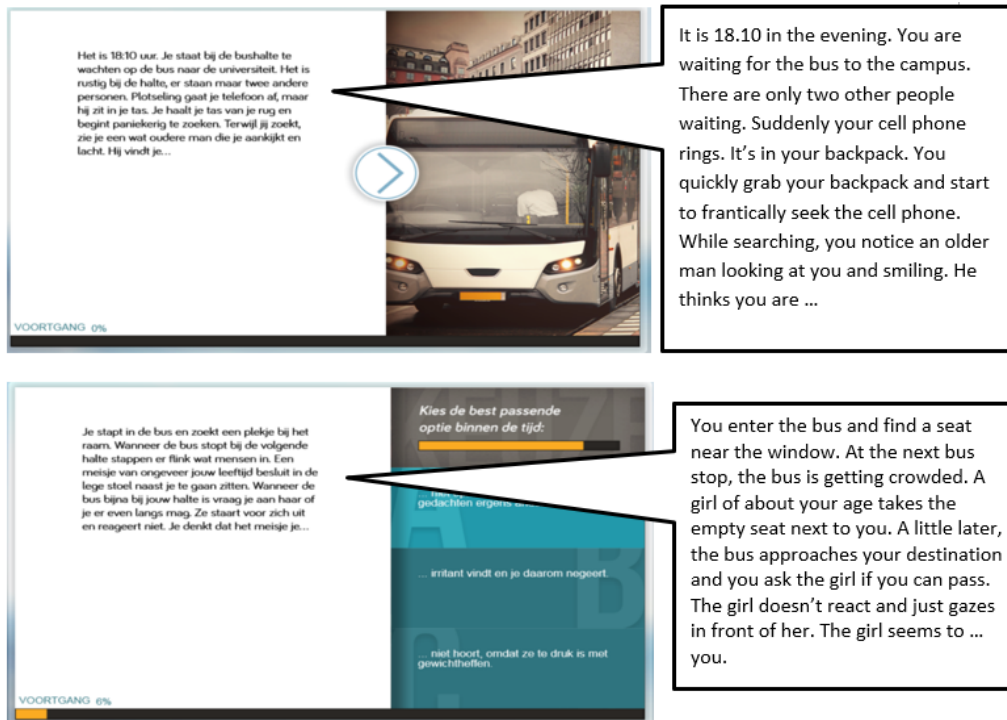 Het is 18:10 uur. Je staat bij de bushalte te
wachten op de bus naar de universiteit. Het is
rustig bij de halte, er staan maar twee andere
personen. Plotseling gaat je telefoon af, maar
hij zit in je tas. Je haalt je tas van je rug en
begint paniekerig te zoeken. Terwijl jij zoekt,
zie je een wat oudere man die je aankijkt en
lacht. Hij vindt je...
VOORTGANG 0%
It is 18.10 in the evening. You are
waiting for the bus to the campus.
There are only two other people
waiting. Suddenly your cell phone
rings. It’s in your backpack. You
quickly grab your backpack and start
to frantically seek the cell phone.
While searching, you notice an older
man looking at you and smiling. He
thinks you are ...
Je stapt in de bus en zoekt een plekje bij het
raam. Wanneer de bus stopt bij de volgende
halte stappen er flink wat mensen in. Een
meisje van ongeveer jouw leeftijd besluit in de
lege stoel naast je te gaan zitten. Wanneer de
bus bijna bij jouw halte is vraag je aan haar of
je er even langs mag. Ze staart voor zich uit
en reageert niet. Je denkt dat het meisje je...
VOORTGANG 6%
KEUZE
Kies de best passende
optie binnen de tijd:
A
gedachten ergens
B
... irritant vindt en je daarom negeert.
C
... niet hoort, omdat ze te druk is met
gewichtheffen.
You enter the bus and find a seat
near the window. At the next bus
stop, the bus is getting crowded. A
girl of about your age takes the
empty seat next to you. A little later,
the bus approaches your destination
and you ask the girl if you can pass.
The girl doesn’t react and just gazes
in front of her. The girl seems to ...
you.